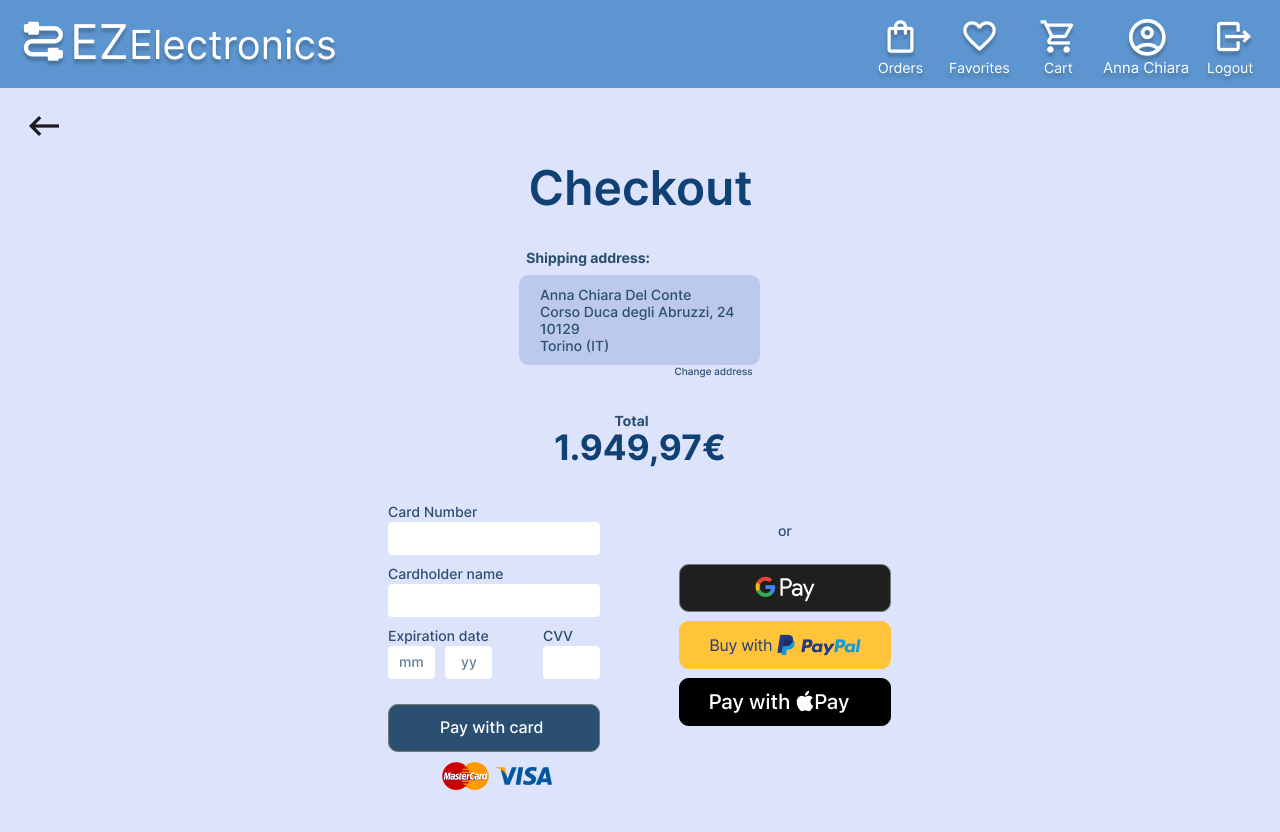 EZElectronics
Orders
Favorites
Cart
Anna Chiara
Logout
Checkout
Shipping address:
Anna Chiara Del Conte
Corso Duca degli Abruzzi, 24
10129
Torino (IT)
Change address
Total
1.949,97€
Card Number
Cardholder name
Expiration date
CVV
mm
yy
Pay with card
MasterCard
VISA
or
G Pay
Buy with PayPal
Pay with Pay